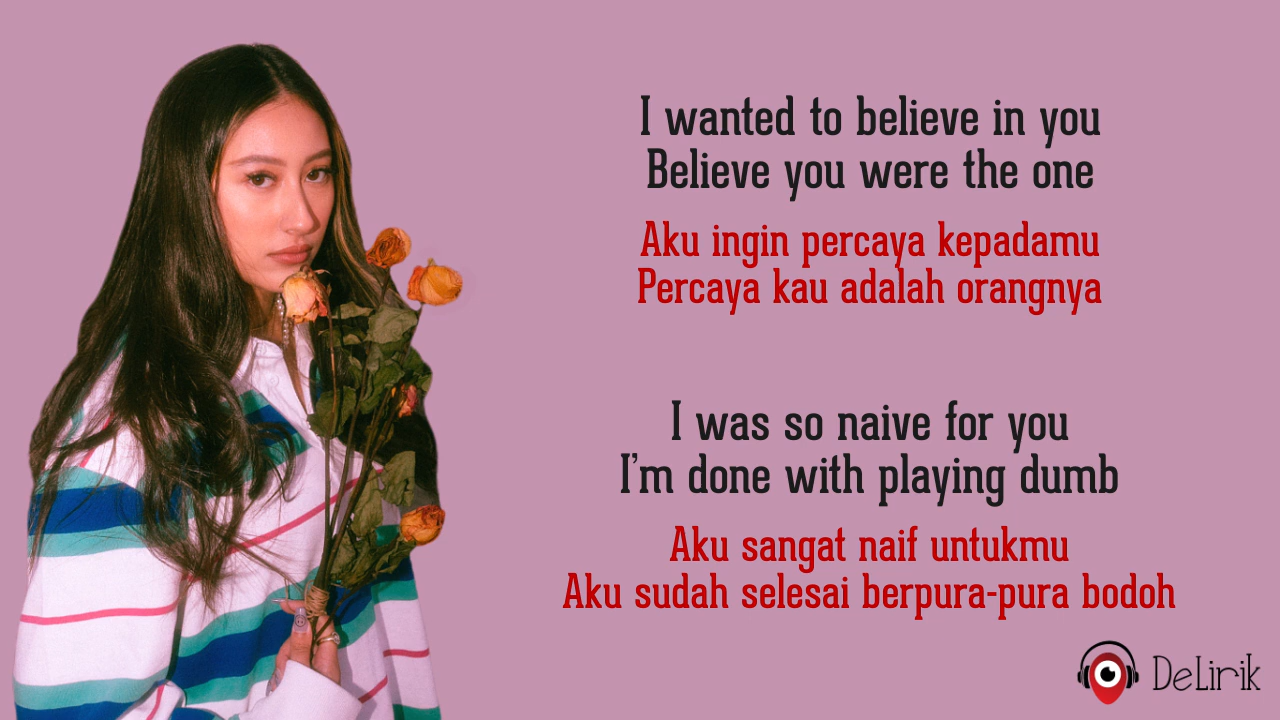 I wanted to believe in you
Believe you were the one
Aku ingin percaya kepadamu
Percaya kau adalah orangnya
I was so naive for you
I'm done with playing dumb
Aku sangat naif untukmu
Aku sudah selesai berpura-pura bodoh
DeLirik